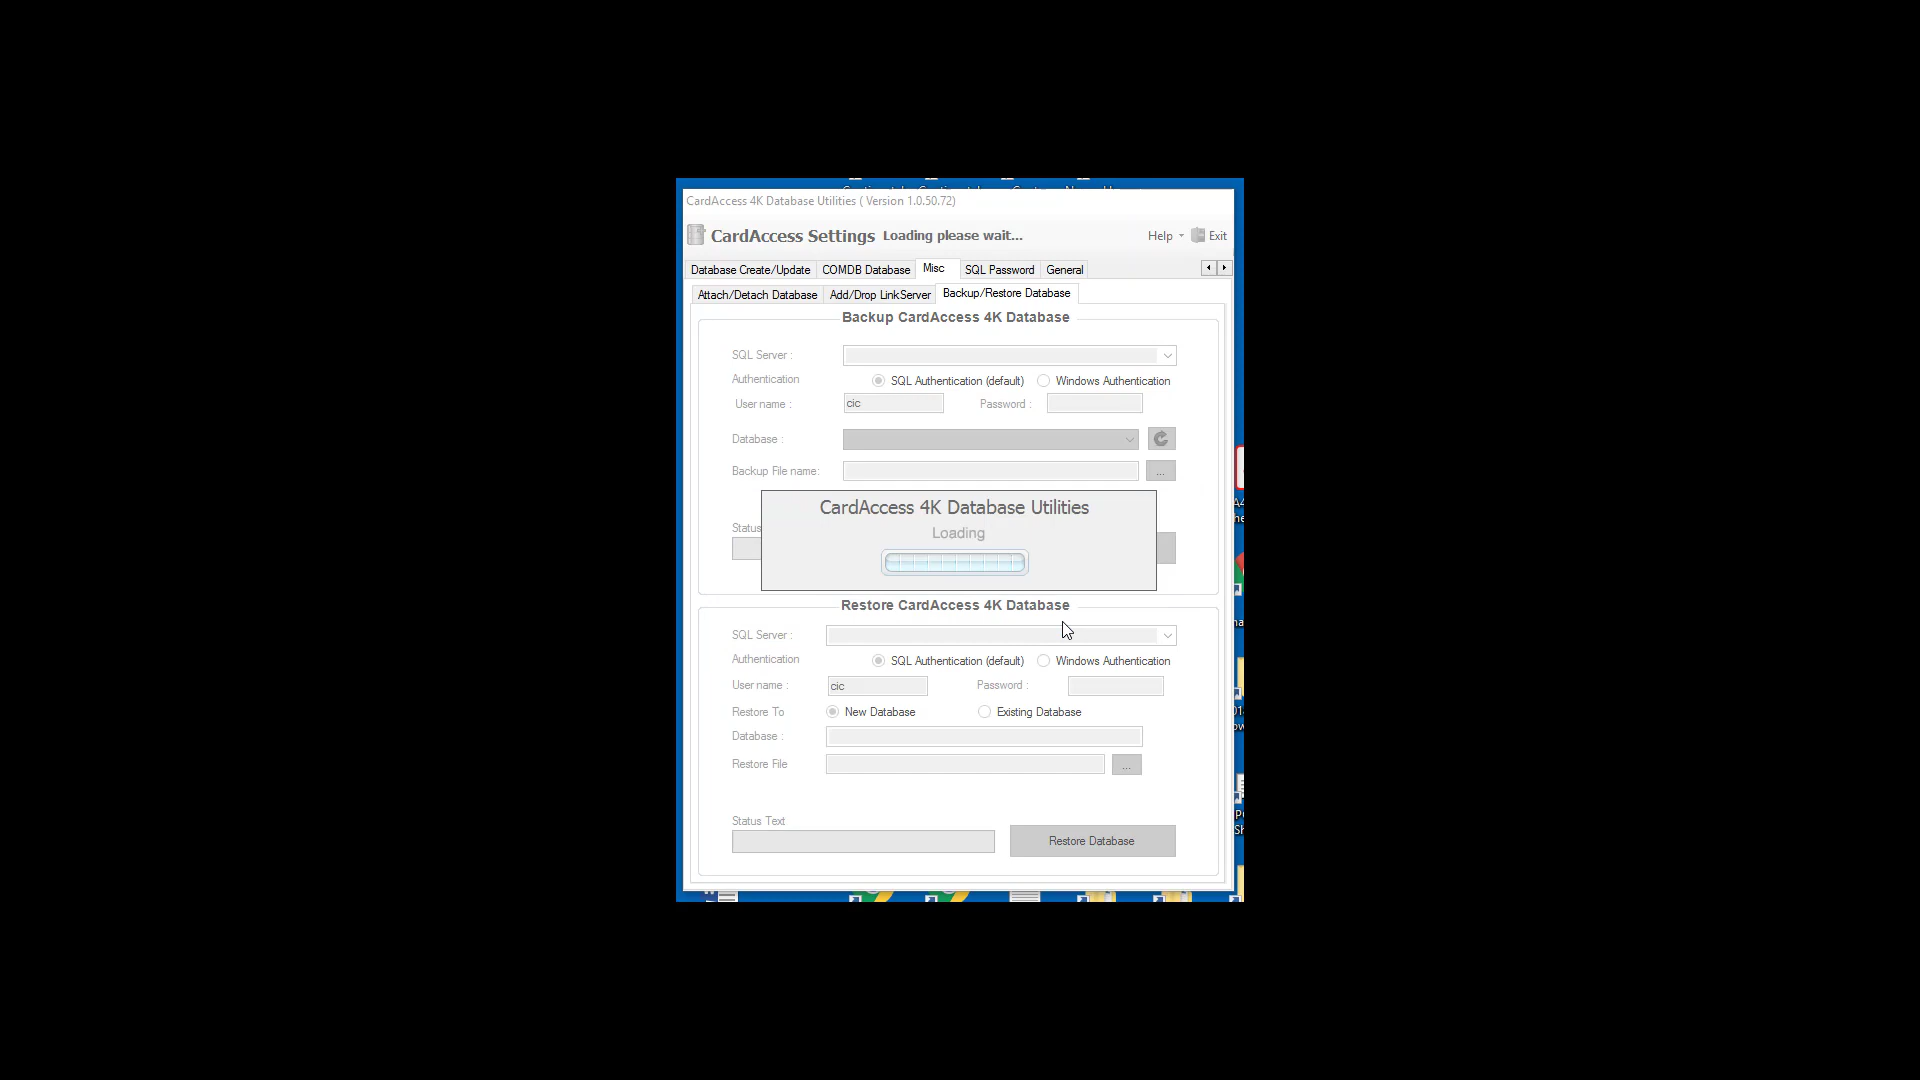 CardAccess 4K Database Utilities ( Version 1.0.50.72)
CardAccess Settings Loading please wait... Help Exit
Database Create/Update COMDB Database Misc SQL Password General
Attach/Detach Database Add/Drop LinkServer Backup/Restore Database
Backup CardAccess 4K Database
SQL Server :
Authentication SQL Authentication (default) Windows Authentication
User name : cic Password :
Database :
Backup File name: ...
CardAccess 4K Database Utilities
Status
Loading
Restore CardAccess 4K Database
SQL Server :
Authentication SQL Authentication (default) Windows Authentication
User name : cic Password :
Restore To New Database Existing Database
Database :
Restore File ...
Status Text
Restore Database